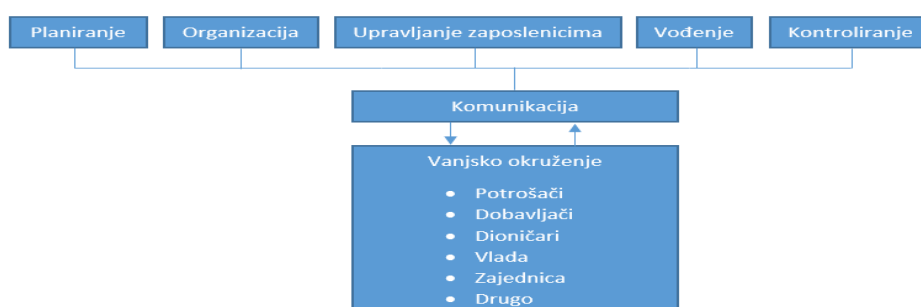 Planiranje
Organizacija
Upravljanje zaposlenicima
Vođenje
Kontroliranje
Komunikacija
Vanjsko okruženje
• Potrošači
• Dobavljači
• Dioničari
• Vlada
• Zajednica
• Drugo